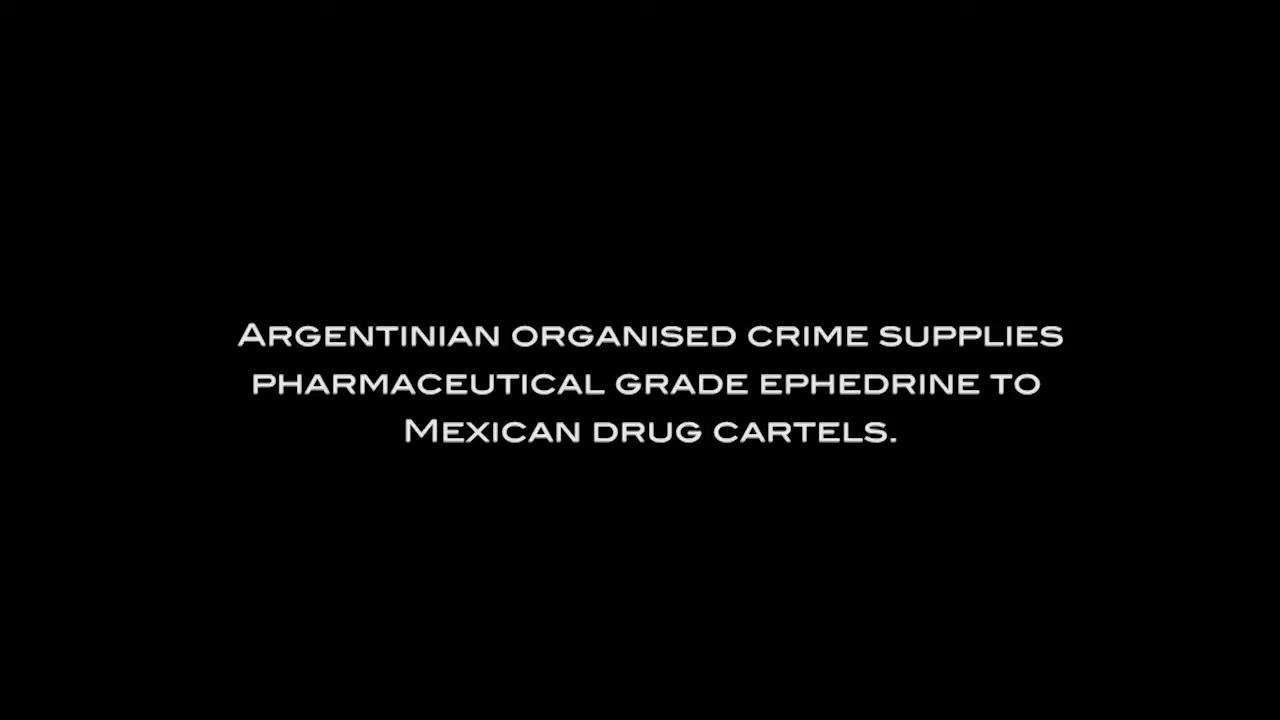 Argentinian organised crime supplies
pharmaceutical grade ephedrine to
Mexican drug cartels.